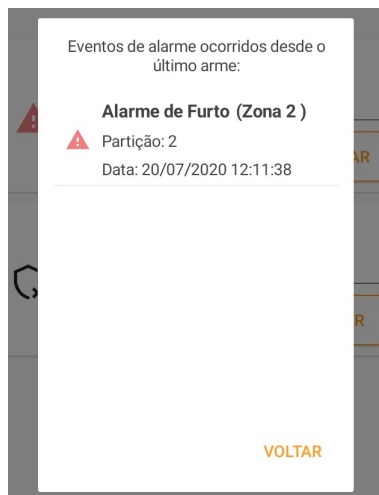 Eventos de alarme ocorridos desde o
último arme:
Alarme de Furto (Zona 2 )
Partição: 2
Data: 20/07/2020 12:11:38
AR
R
VOLTAR